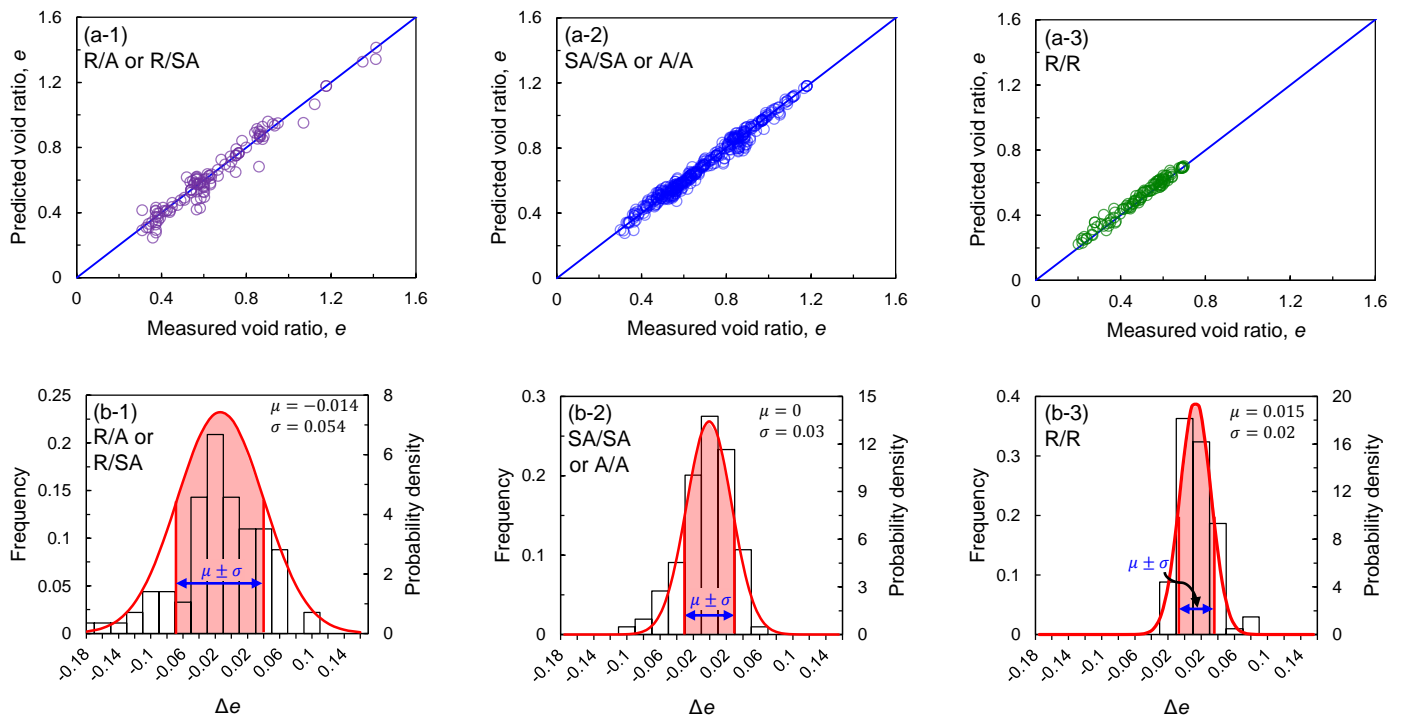 (a-1)
R/A or R/SA
Predicted void ratio, e
1.6
1.2
0.8
0.4
0
0
0.4
0.8
1.2
1.6
Measured void ratio, e
(a-2)
SA/SA or A/A
Predicted void ratio, e
1.6
1.2
0.8
0.4
0
0
0.4
0.8
1.2
1.6
Measured void ratio, e
(a-3)
R/R
Predicted void ratio, e
1.6
1.2
0.8
0.4
0
0
0.4
0.8
1.2
1.6
Measured void ratio, e
(b-1)
R/A or
R/SA
μ = −0.014
σ = 0.054
μ ± σ
Frequency
0.25
0.2
0.15
0.1
0.05
0
Probability density
8
6
4
2
0
-0.18
-0.14
-0.1
-0.06
-0.02
0.02
0.06
0.1
0.14
Δe
(b-2)
SA/SA
or A/A
μ = 0
σ = 0.03
μ ± σ
Frequency
0.3
0.2
0.1
0
Probability density
15
12
9
6
3
0
-0.18
-0.14
-0.1
-0.06
-0.02
0.02
0.06
0.1
0.14
Δe
(b-3)
R/R
μ = 0.015
σ = 0.02
μ ± σ
Frequency
0.4
0.3
0.2
0.1
0
Probability density
20
16
12
8
4
0
-0.18
-0.14
-0.1
-0.06
-0.02
0.02
0.06
0.1
0.14
Δe